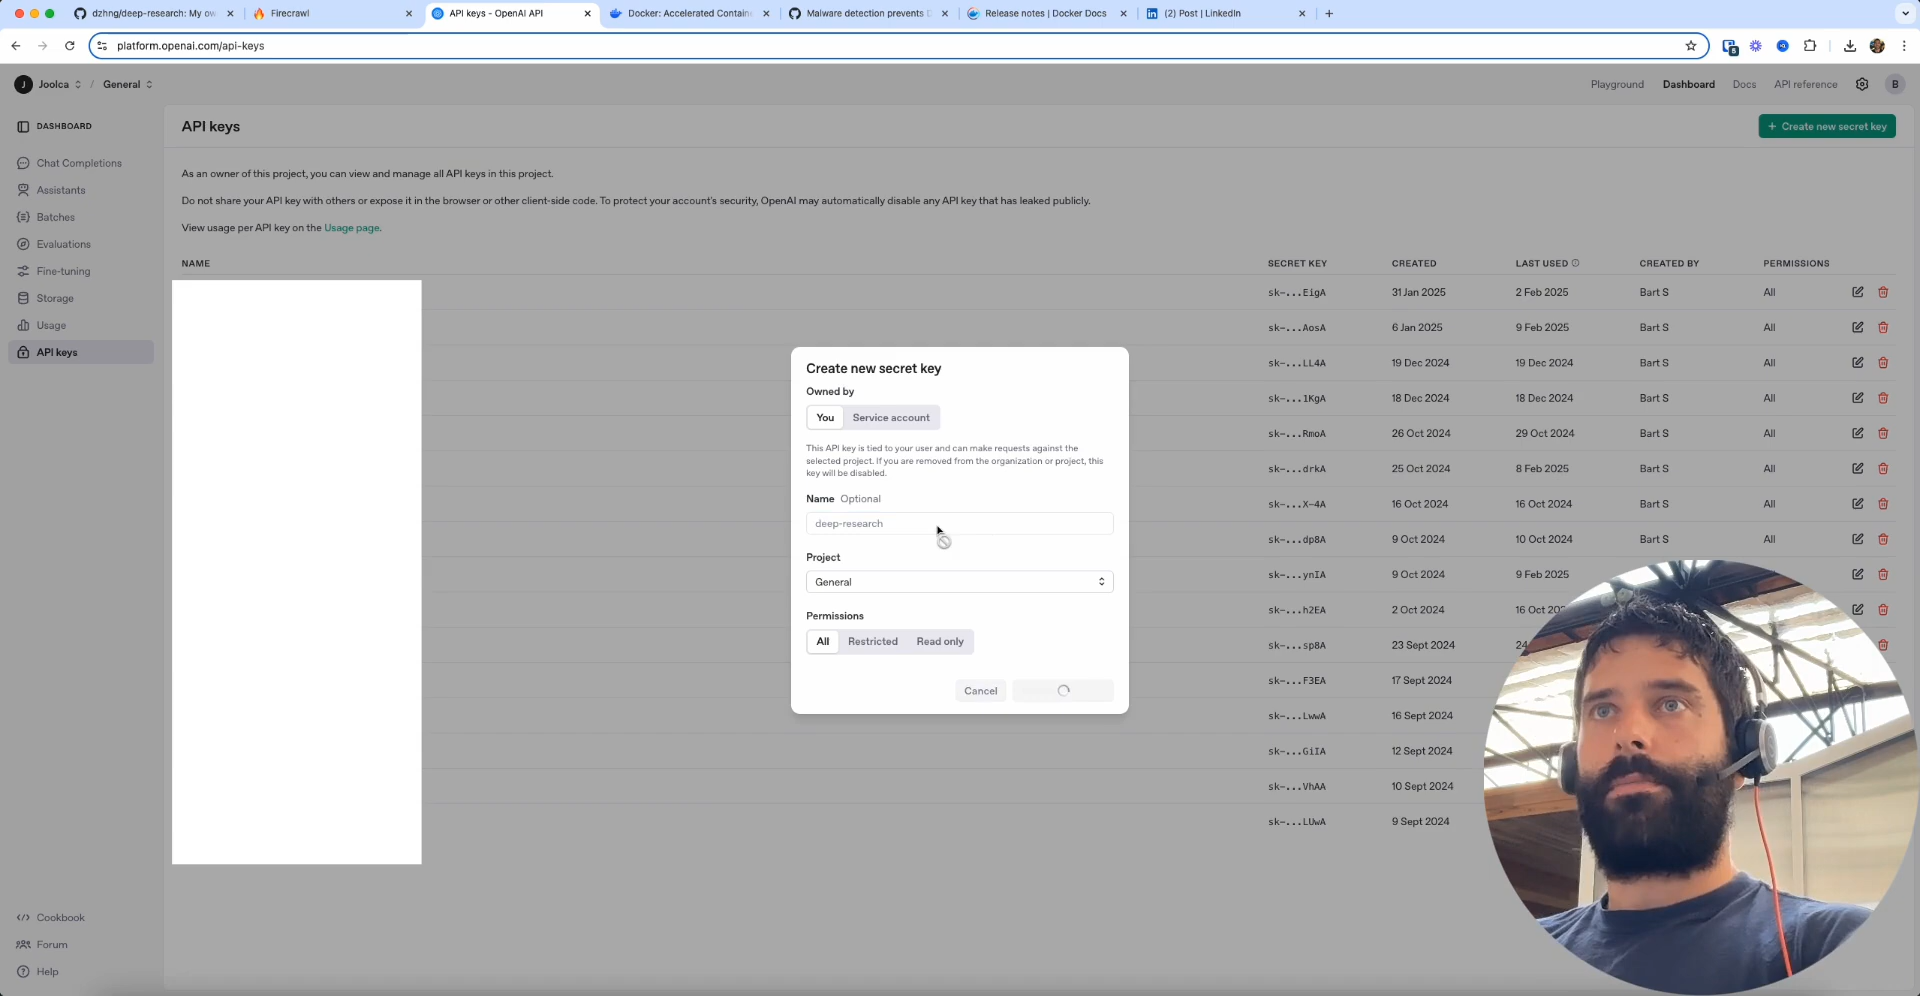 dzhng/deep-research: My ow
Firecrawl
API keys - OpenAI API
Docker: Accelerated Contain
Malware detection prevents D
Release notes | Docker Docs
(2) Post | LinkedIn
platform.openai.com/api-keys
J Joolca / General
Playground Dashboard Docs API reference B
DASHBOARD
Chat Completions
Assistants
Batches
Evaluations
Fine-tuning
Storage
Usage
API keys
Cookbook
Forum
Help
API keys
+ Create new secret key
As an owner of this project, you can view and manage all API keys in this project.
Do not share your API key with others or expose it in the browser or other client-side code. To protect your account's security, OpenAI may automatically disable any API key that has leaked publicly.
View usage per API key on the Usage page.
NAME SECRET KEY CREATED LAST USED CREATED BY PERMISSIONS
sk-...EigA 31 Jan 2025 2 Feb 2025 Bart S All
sk-...AosA 6 Jan 2025 9 Feb 2025 Bart S All
sk-...LL4A 19 Dec 2024 19 Dec 2024 Bart S All
sk-...1KgA 18 Dec 2024 18 Dec 2024 Bart S All
sk-...RmoA 26 Oct 2024 29 Oct 2024 Bart S All
sk-...drkA 25 Oct 2024 8 Feb 2025 Bart S All
sk-...X-4A 16 Oct 2024 16 Oct 2024 Bart S All
sk-...dp8A 9 Oct 2024 10 Oct 2024 Bart S All
sk-...ynIA 9 Oct 2024 9 Feb 2025
sk-...h2EA 2 Oct 2024 16 Oct 202
sk-...sp8A 23 Sept 2024 24
sk-...F3EA 17 Sept 2024
sk-...LwwA 16 Sept 2024
sk-...GiIA 12 Sept 2024
sk-...VhAA 10 Sept 2024
sk-...LUwA 9 Sept 2024
Create new secret key
Owned by
You Service account
This API key is tied to your user and can make requests against the
selected project. If you are removed from the organization or project, this
key will be disabled.
Name Optional
deep-research
Project
General
Permissions
All Restricted Read only
Cancel